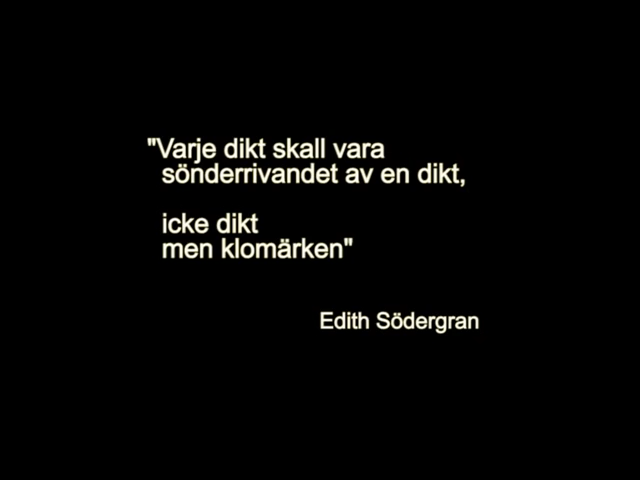 "Varje dikt skall vara
sönderrivandet av en dikt,
icke dikt
men klomärken"
Edith Södergran